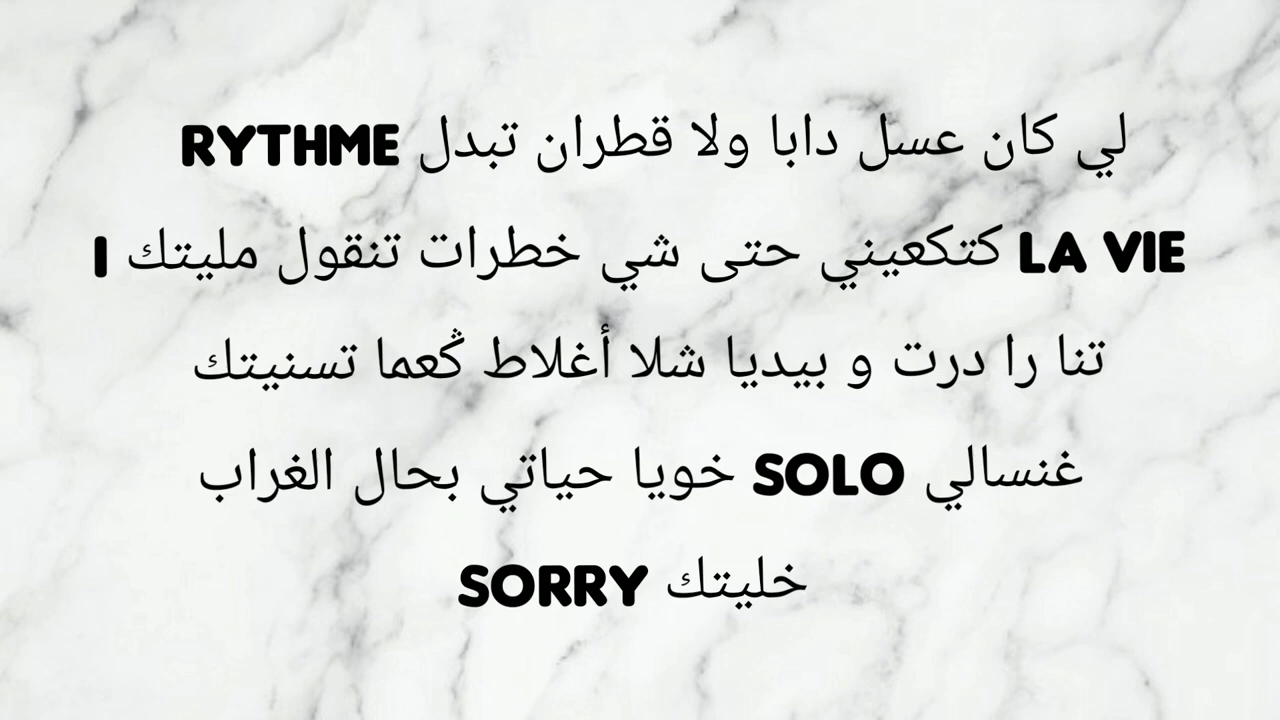 لي كان عسل دابا ولا قطران تبدل RYTHME
LA VIE كتكعيني حتى شي خطرات تنقول مليتك I
تنا را درت و بيديا شلا أغلاط ݣعما تسنيتك
غنسالي SOLO خويا حياتي بحال الغراب
خليتك SORRY